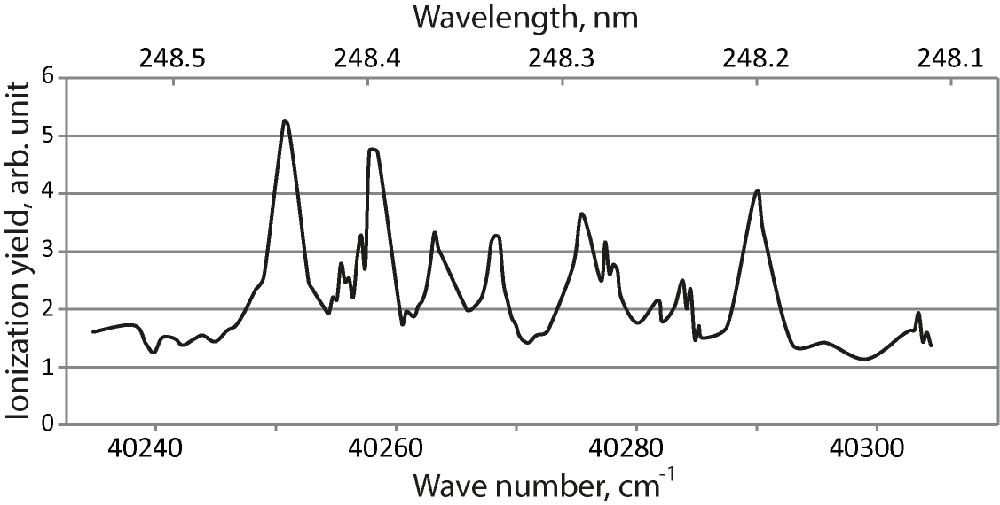 Wavelength, nm
248.5 248.4 248.3 248.2 248.1
Ionization yield, arb. unit
6
5
4
3
2
1
0
40240 40260 40280 40300
Wave number, cm-1